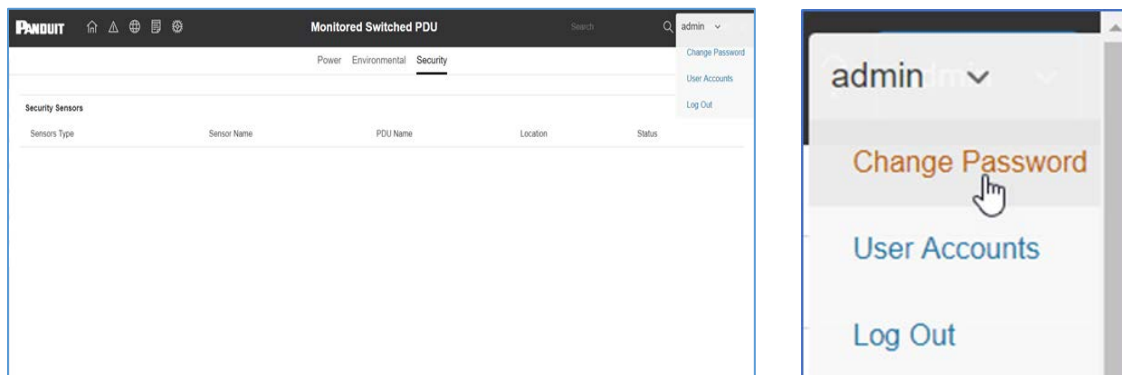 PANDUIT Monitored Switched PDU Search admin
Power Environmental Security
Change Password
User Accounts
Log Out
Security Sensors
Sensors Type Sensor Name PDU Name Location Status
admin
Change Password
User Accounts
Log Out